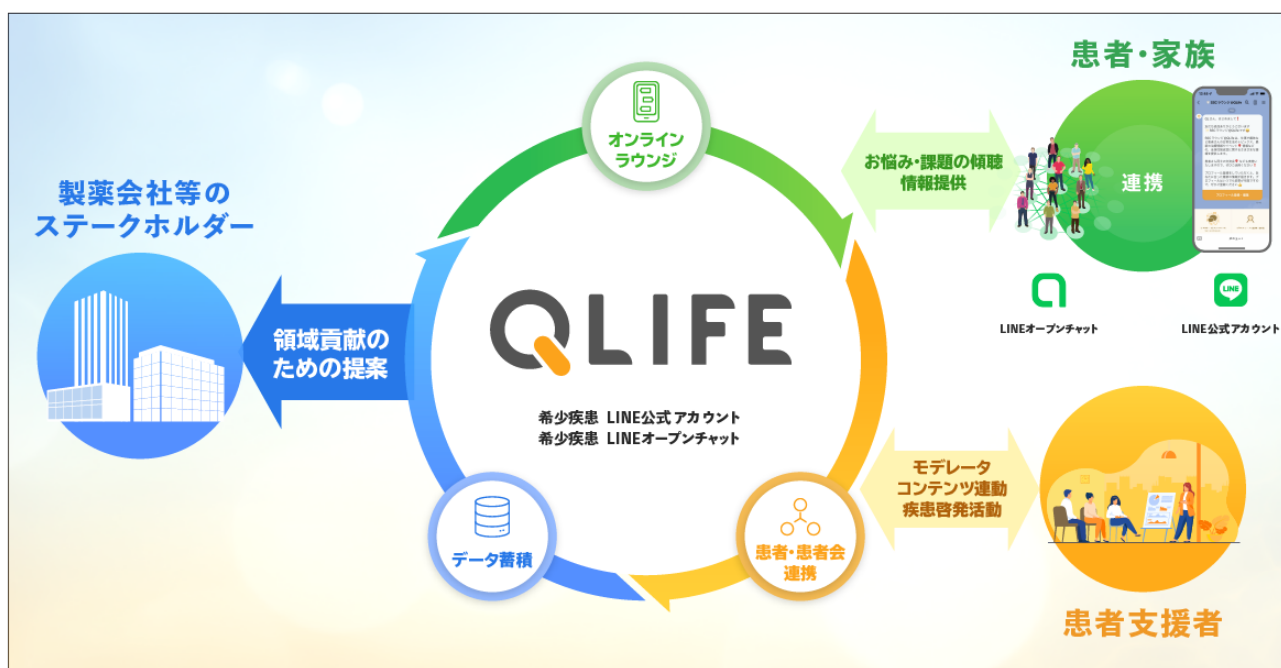 患者・家族
オンライン
ラウンジ
お悩み・課題の傾聴
情報提供
連携
製薬会社等の
ステークホルダー
LINE
LINEオープンチャット
LINE公式アカウント
領域貢献の
ための提案
QLIFE
希少疾患 LINE公式アカウント
希少疾患 LINEオープンチャット
モデレータ
コンテンツ連動
疾患啓発活動
データ蓄積
患者・患者会
連携
患者支援者